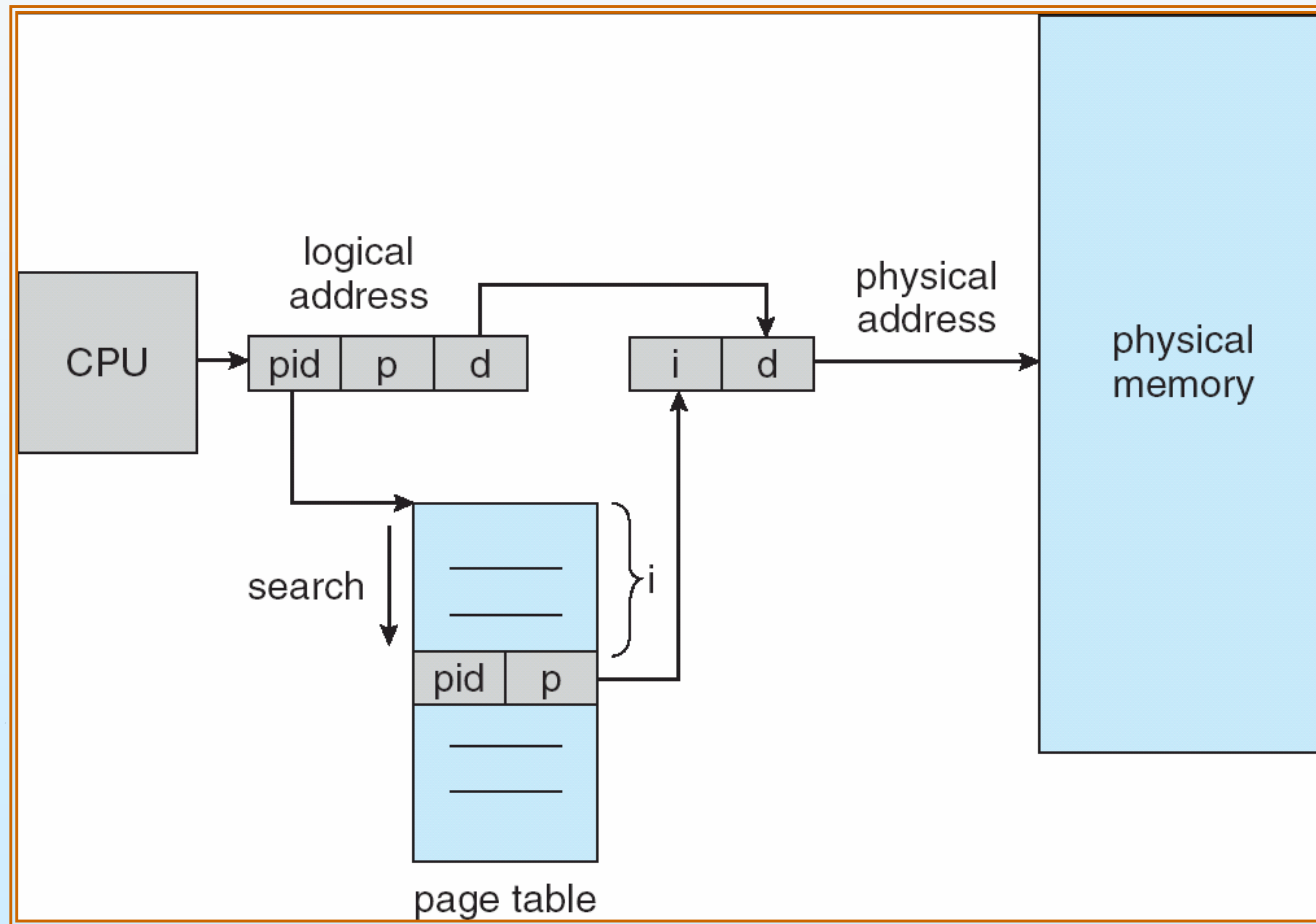 logical
address
CPU
pid p d
i d
physical
address
physical
memory
search
i
pid p
page table